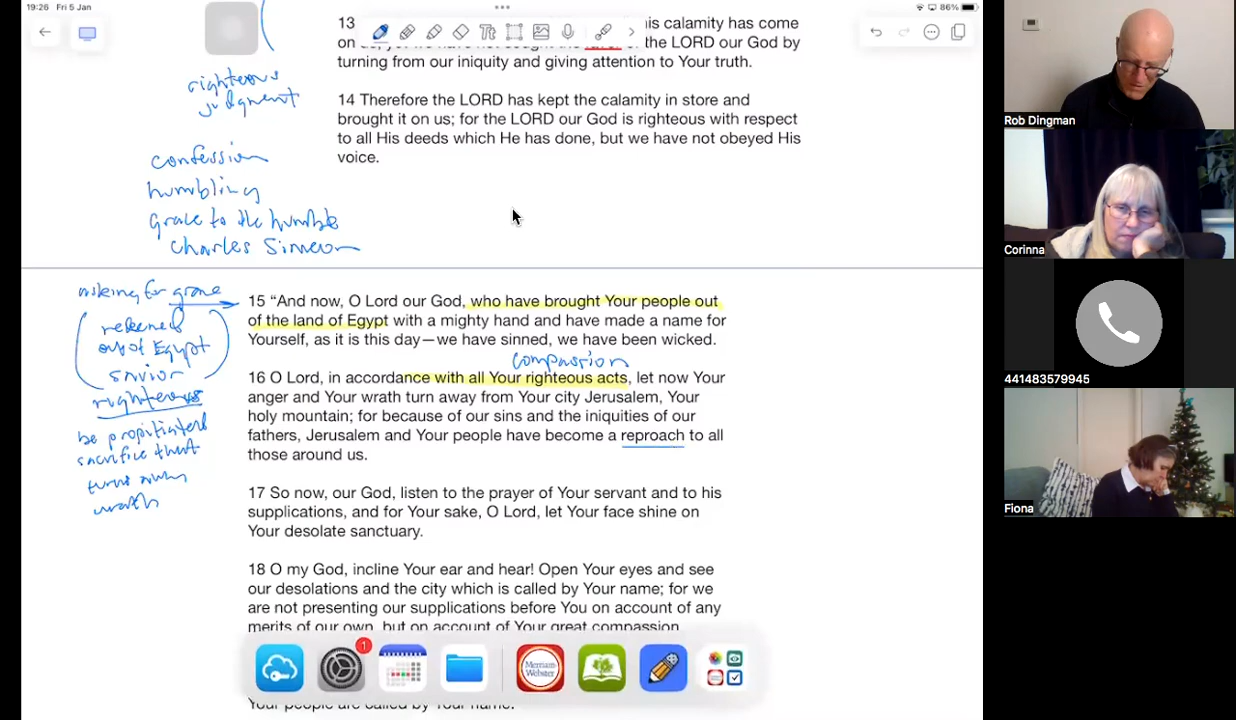 19:26 Fri 5 Jan
86%
13 his calamity has come
on the LORD our God by
turning from our iniquity and giving attention to Your truth.
righteous
judgment
14 Therefore the LORD has kept the calamity in store and
brought it on us; for the LORD our God is righteous with respect
to all His deeds which He has done, but we have not obeyed His
voice.
confession
humbling
grace to the humble
Charles Simeon
asking for grace
redeemed
out of Egypt
savior
righteous
be propitiated
sacrifice that
turns away
wrath
15 “And now, O Lord our God, who have brought Your people out
of the land of Egypt with a mighty hand and have made a name for
Yourself, as it is this day—we have sinned, we have been wicked.
compassion
16 O Lord, in accordance with all Your righteous acts, let now Your
anger and Your wrath turn away from Your city Jerusalem, Your
holy mountain; for because of our sins and the iniquities of our
fathers, Jerusalem and Your people have become a reproach to all
those around us.
17 So now, our God, listen to the prayer of Your servant and to his
supplications, and for Your sake, O Lord, let Your face shine on
Your desolate sanctuary.
18 O my God, incline Your ear and hear! Open Your eyes and see
our desolations and the city which is called by Your name; for we
are not presenting our supplications before You on account of any
merits of our own, but on account of Your great compassion
1
Merriam-
Webster
Your people are called by Your name.
Rob Dingman
Corinna
441483579945
Fiona